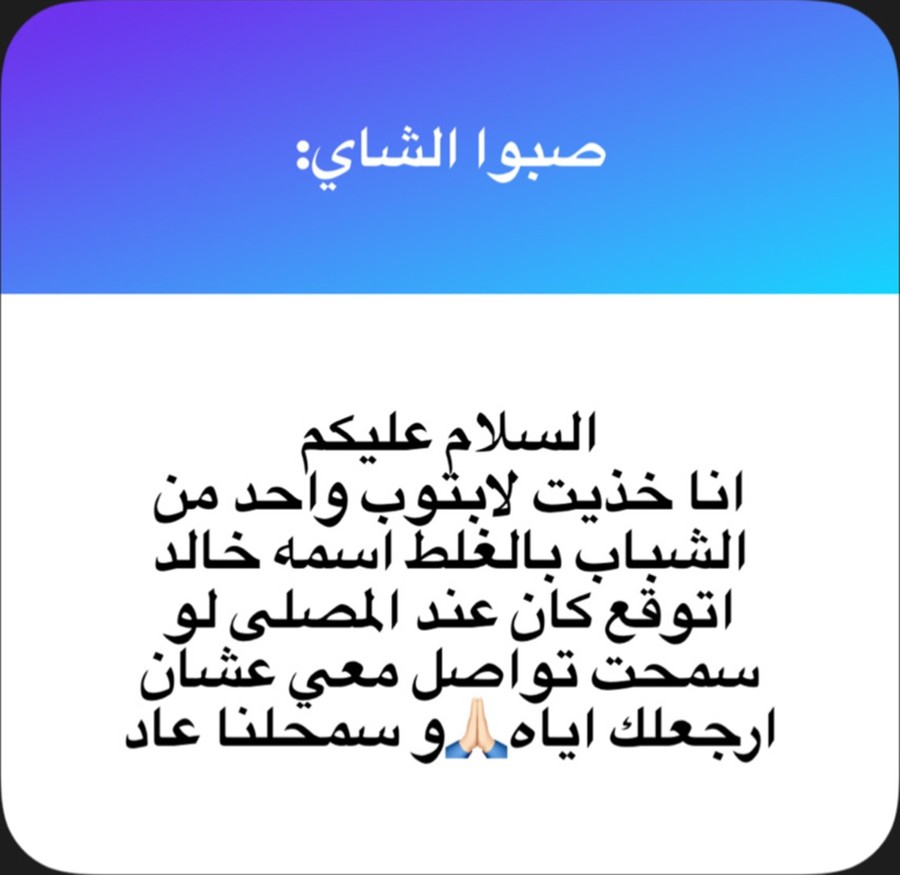 صبوا الشاي:
السلام عليكم
انا خذيت لابتوب واحد من
الشباب بالغلط اسمه خالد
اتوقع كان عند المصلى لو
سمحت تواصل معي عشان
ارجعلك اياه🙏🏻و سمحلنا عاد